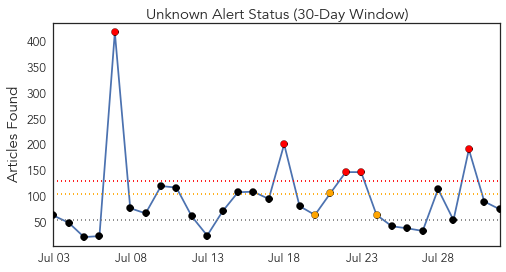 Unknown Alert Status (30-Day Window)
Articles Found
400
350
300
250
200
150
100
50
Jul 03
Jul 08
Jul 13
Jul 18
Jul 23
Jul 28